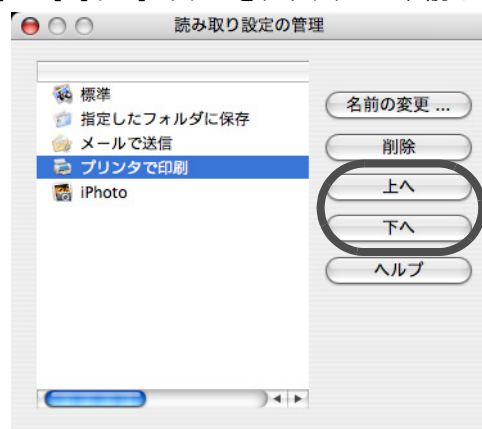 読み取り設定の管理
標準
指定したフォルダに保存
メールで送信
プリンタで印刷
iPhoto
名前の変更 ...
削除
上へ
下へ
ヘルプ